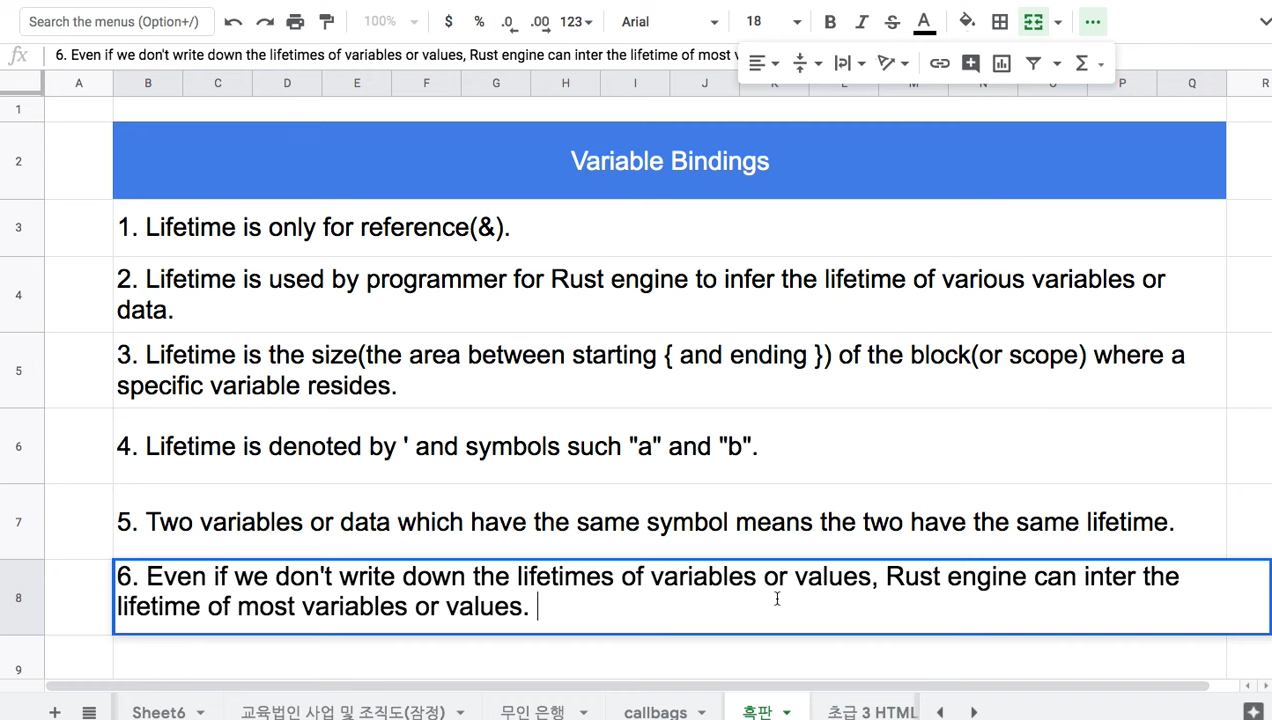 Search the menus (Option+/)
100%
$ % .0 .00 123
Arial
18
B I S A
fx 6. Even if we don't write down the lifetimes of variables or values, Rust engine can inter the lifetime of most v
A B C D E F G H I J K L M N O P Q R
1
2 Variable Bindings
3 1. Lifetime is only for reference(&).
4 2. Lifetime is used by programmer for Rust engine to infer the lifetime of various variables or
data.
5 3. Lifetime is the size(the area between starting { and ending }) of the block(or scope) where a
specific variable resides.
6 4. Lifetime is denoted by ' and symbols such "a" and "b".
7 5. Two variables or data which have the same symbol means the two have the same lifetime.
8 6. Even if we don't write down the lifetimes of variables or values, Rust engine can inter the
lifetime of most variables or values.
9
Sheet6 교육법인 사업 및 조직도(잠정) 무인 은행 callbags 흑판 초급 3 HTML